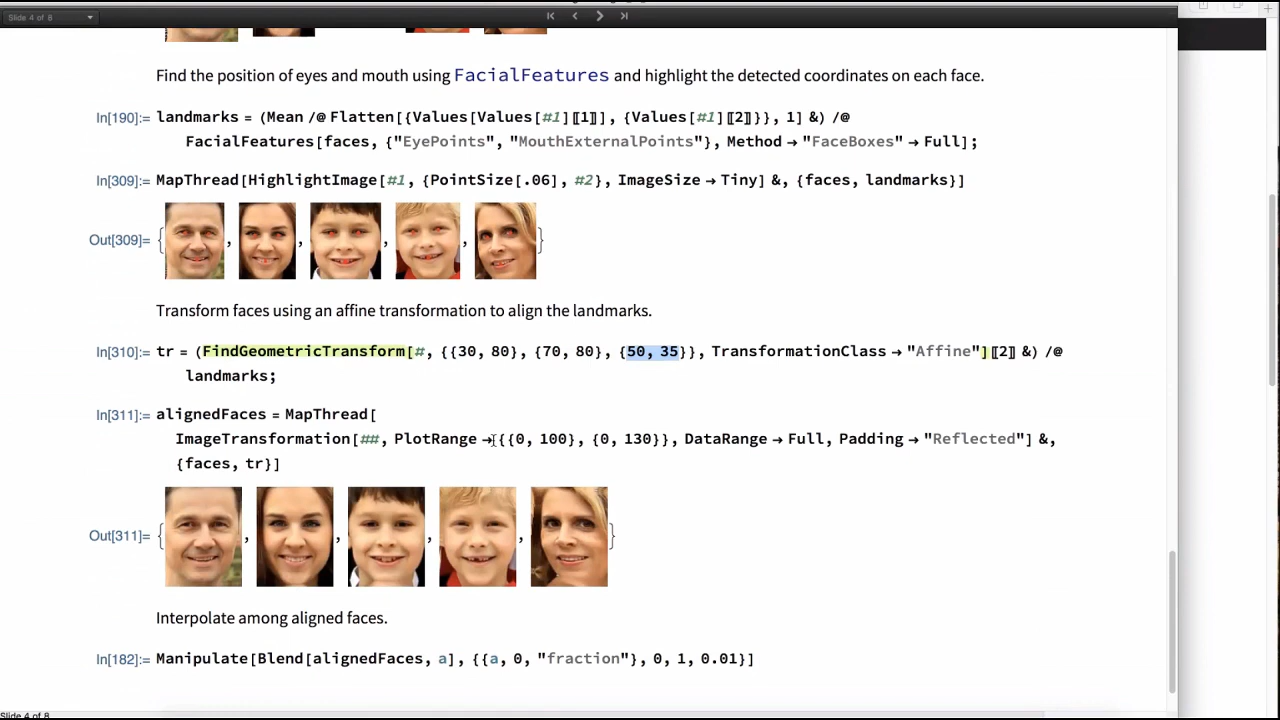 Slide 4 of 8
Find the position of eyes and mouth using FacialFeatures and highlight the detected coordinates on each face.
In[190]:= landmarks = (Mean /@ Flatten[{Values[Values[#1]⟦1⟧], {Values[#1]⟦2⟧}}, 1] &) /@
FacialFeatures[faces, {"EyePoints", "MouthExternalPoints"}, Method → "FaceBoxes" → Full];
In[309]:= MapThread[HighlightImage[#1, {PointSize[.06], #2}, ImageSize → Tiny] &, {faces, landmarks}]
Out[309]= { , , , , }
Transform faces using an affine transformation to align the landmarks.
In[310]:= tr = (FindGeometricTransform[#, {{30, 80}, {70, 80}, {50, 35}}, TransformationClass → "Affine"]⟦2⟧ &) /@
landmarks;
In[311]:= alignedFaces = MapThread[
ImageTransformation[##, PlotRange → {{0, 100}, {0, 130}}, DataRange → Full, Padding → "Reflected"] &,
{faces, tr}]
Out[311]= { , , , , }
Interpolate among aligned faces.
In[182]:= Manipulate[Blend[alignedFaces, a], {{a, 0, "fraction"}, 0, 1, 0.01}]
Slide 4 of 8